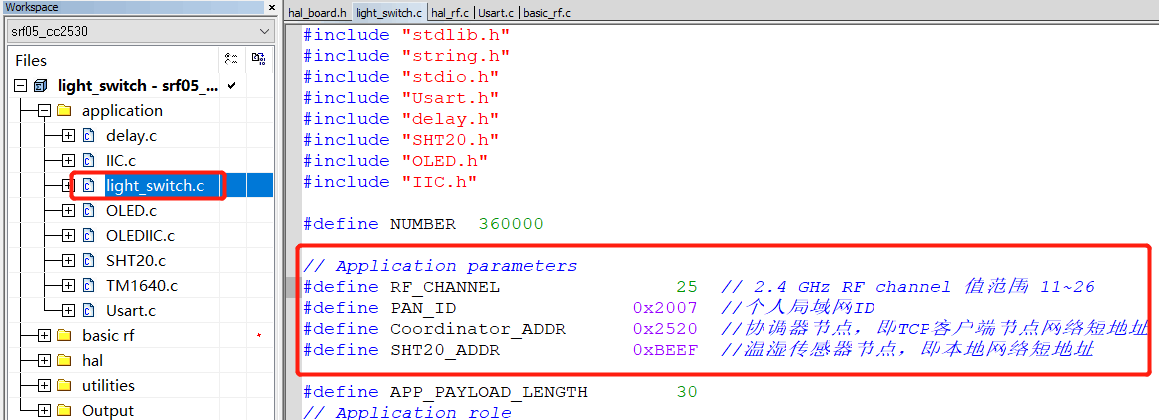 Workspace
×
srf05_cc2530
Files
light_switch - srf05_...
application
delay.c
IIC.c
light_switch.c
OLED.c
OLEDIIC.c
SHT20.c
TM1640.c
Usart.c
basic rf
hal
utilities
Output
hal_board.h light_switch.c hal_rf.c Usart.c basic_rf.c
#include "stdlib.h"
#include "string.h"
#include "stdio.h"
#include "Usart.h"
#include "delay.h"
#include "SHT20.h"
#include "OLED.h"
#include "IIC.h"
#define NUMBER 360000
// Application parameters
#define RF_CHANNEL 25 // 2.4 GHz RF channel 值范围 11~26
#define PAN_ID 0x2007 //个人局域网ID
#define Coordinator_ADDR 0x2520 //协调器节点，即TCP客户端节点网络短地址
#define SHT20_ADDR 0xBEEF //温湿传感器节点，即本地网络短地址
#define APP_PAYLOAD_LENGTH 30
// Application role